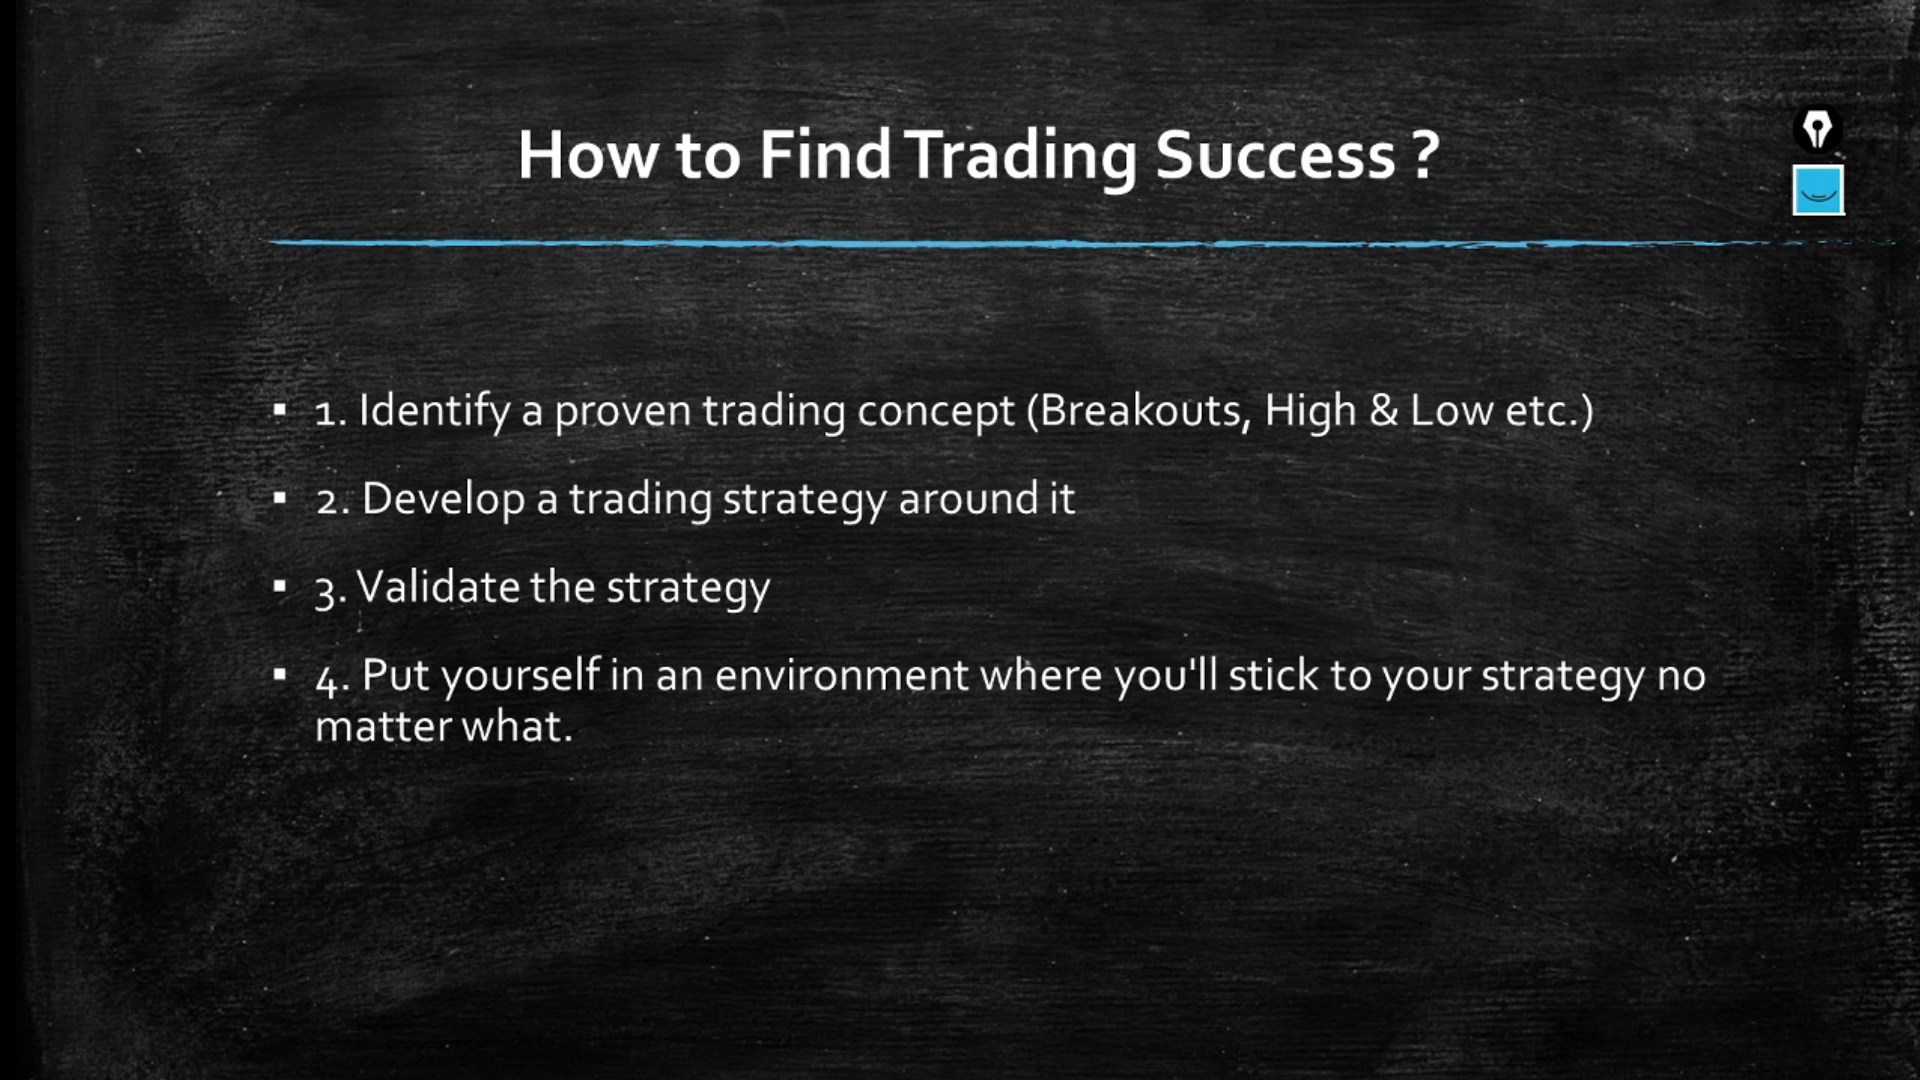 How to Find Trading Success ?
▪ 1. Identify a proven trading concept (Breakouts, High & Low etc.)
▪ 2. Develop a trading strategy around it
▪ 3. Validate the strategy
▪ 4. Put yourself in an environment where you'll stick to your strategy no
matter what.